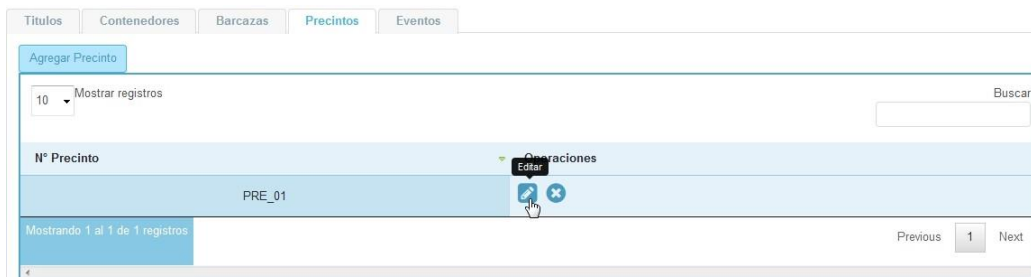 Titulos Contenedores Barcazas Precintos Eventos
Agregar Precinto
10 Mostrar registros Buscar
N° Precinto Operaciones
Editar
PRE_01
Mostrando 1 al 1 de 1 registros Previous 1 Next